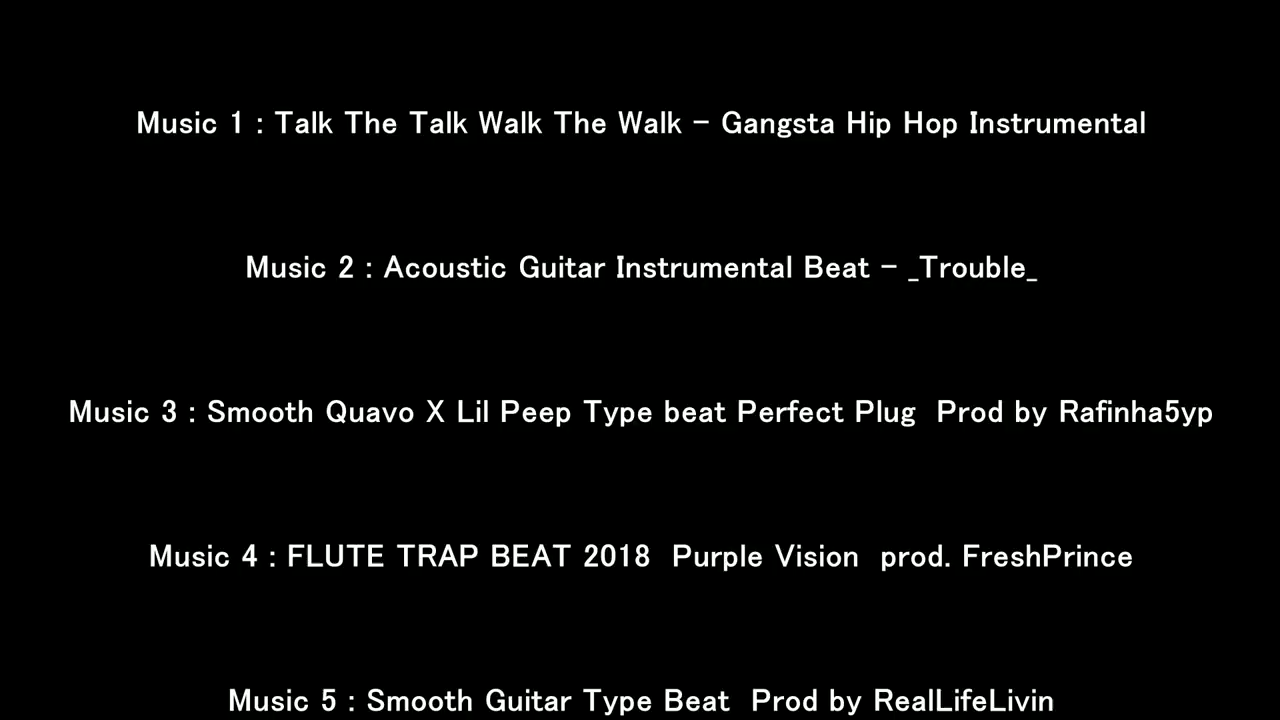 Music 1 : Talk The Talk Walk The Walk - Gangsta Hip Hop Instrumental
Music 2 : Acoustic Guitar Instrumental Beat - _Trouble_
Music 3 : Smooth Quavo X Lil Peep Type beat Perfect Plug  Prod by Rafinha5yp
Music 4 : FLUTE TRAP BEAT 2018  Purple Vision  prod. FreshPrince
Music 5 : Smooth Guitar Type Beat  Prod by RealLifeLivin